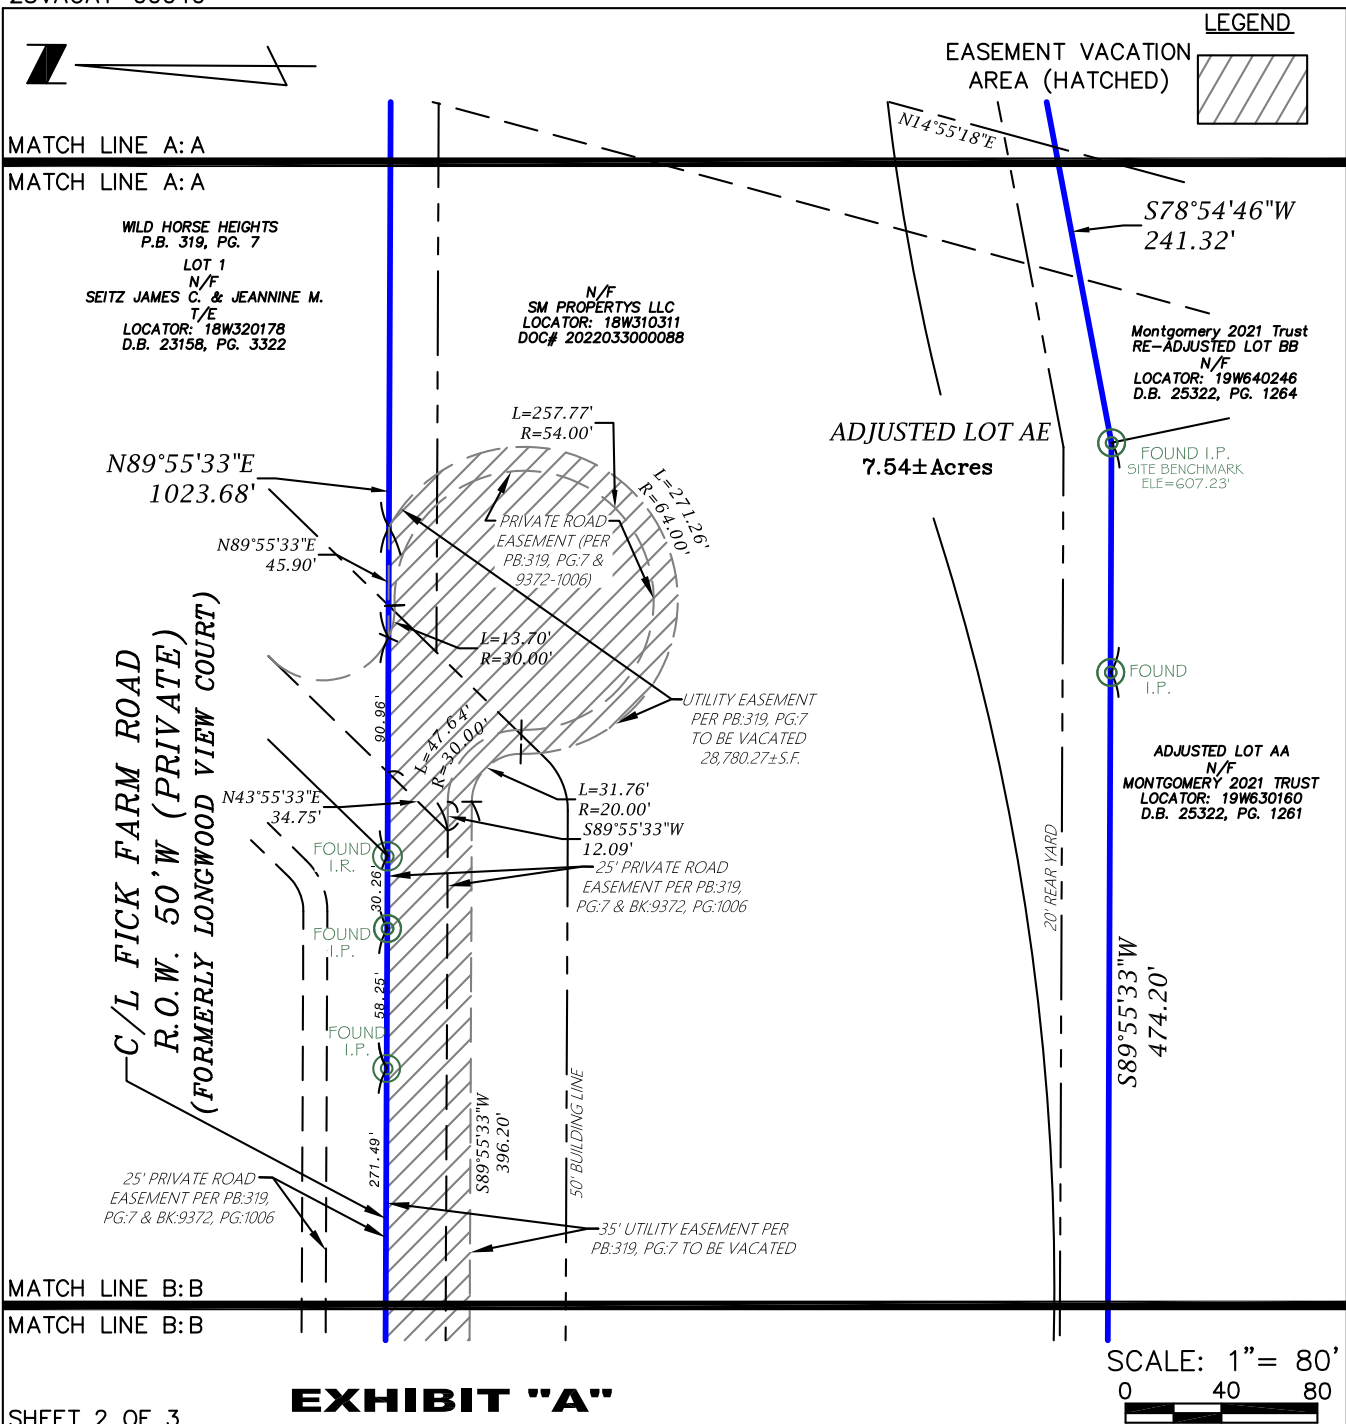 LEGEND
EASEMENT VACATION
AREA (HATCHED)
Z
N14°55'18"E
MATCH LINE A:A
MATCH LINE A:A
WILD HORSE HEIGHTS
P.B. 319, PG. 7
LOT 1
N/F
SEITZ JAMES C. & JEANNINE M.
T/E
LOCATOR: 18W320178
D.B. 23158, PG. 3322
N/F
SM PROPERTYS LLC
LOCATOR: 18W310311
DOC# 2022033000088
S78°54'46"W
241.32'
Montgomery 2021 Trust
RE-ADJUSTED LOT BB
N/F
LOCATOR: 19W640246
D.B. 25322, PG. 1264
L=257.77'
R=54.00'
ADJUSTED LOT AE
7.54±Acres
FOUND I.P.
SITE BENCHMARK
ELE=607.23'
N89°55'33"E
1023.68'
L=271.26'
R=64.00'
PRIVATE ROAD
EASEMENT (PER
PB:319, PG:7 &
9372-1006)
N89°55'33"E
45.90'
L=13.70'
R=30.00'
FOUND
I.P.
C/L FICK FARM ROAD
R.O.W. 50'W (PRIVATE)
(FORMERLY LONGWOOD VIEW COURT)
90.96'
L=47.64'
R=30.00'
UTILITY EASEMENT
PER PB:319, PG:7
TO BE VACATED
28,780.27±S.F.
ADJUSTED LOT AA
N/F
MONTGOMERY 2021 TRUST
LOCATOR: 19W630160
D.B. 25322, PG. 1261
N43°55'33"E
34.75'
L=31.76'
R=20.00'
S89°55'33"W
12.09'
FOUND
I.R.
30.26'
25' PRIVATE ROAD
EASEMENT PER PB:319,
PG:7 & BK:9372, PG:1006
20' REAR YARD
FOUND
I.P.
58.25'
S89°55'33"W
474.20'
FOUND
I.P.
271.49'
S89°55'33"W
396.20'
50' BUILDING LINE
25' PRIVATE ROAD
EASEMENT PER PB:319,
PG:7 & BK:9372, PG:1006
35' UTILITY EASEMENT PER
PB:319, PG:7 TO BE VACATED
MATCH LINE B:B
MATCH LINE B:B
SCALE: 1"= 80'
0 40 80
EXHIBIT "A"
SHEET 2 OF 3